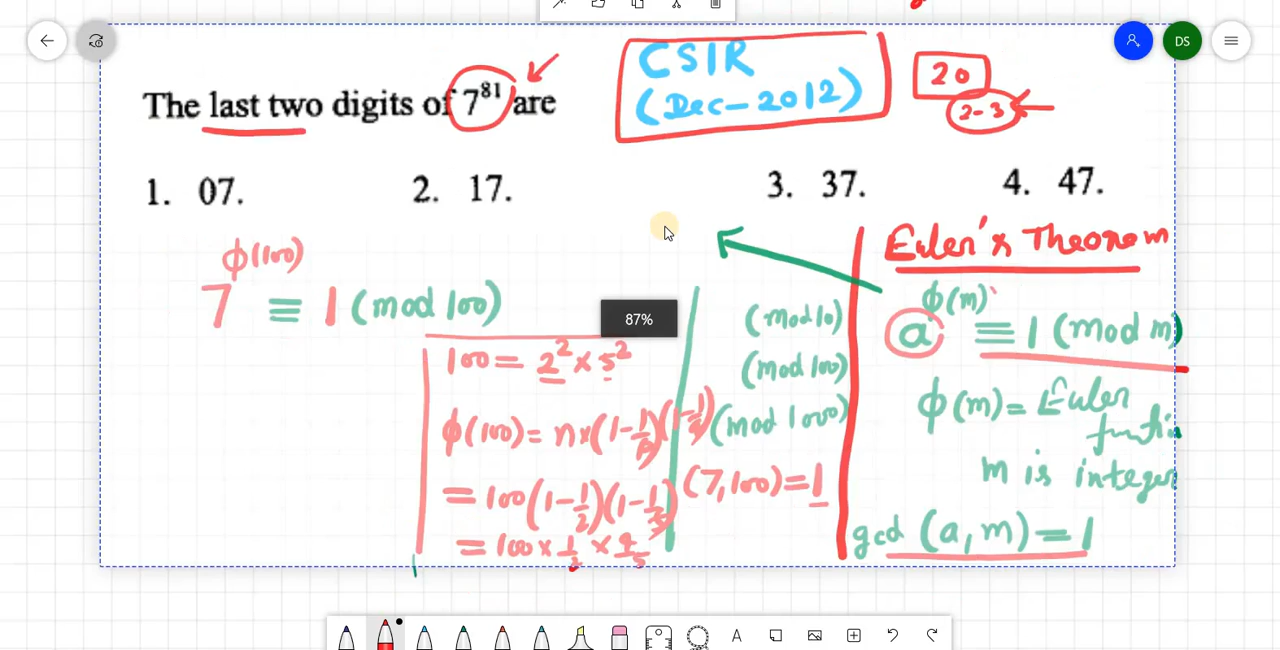 The last two digits of 7^81 are
CSIR
(Dec-2012)
20
2-3
DS
1. 07.
2. 17.
3. 37.
4. 47.
7^ϕ(100) ≡ 1 (mod 100)
100 = 2² × 5²
ϕ(100) = n×(1-1/p)(1-1/q)
= 100(1-1/2)(1-1/5)
= 100 × 1/2 × 4/5
87%
(mod 10)
(mod 100)
(mod 1000)
(7,100) = 1
Euler's Theorem
a^ϕ(m) ≡ 1 (mod m)
ϕ(m) = Euler
m is integer
gcd (a, m) = 1
A